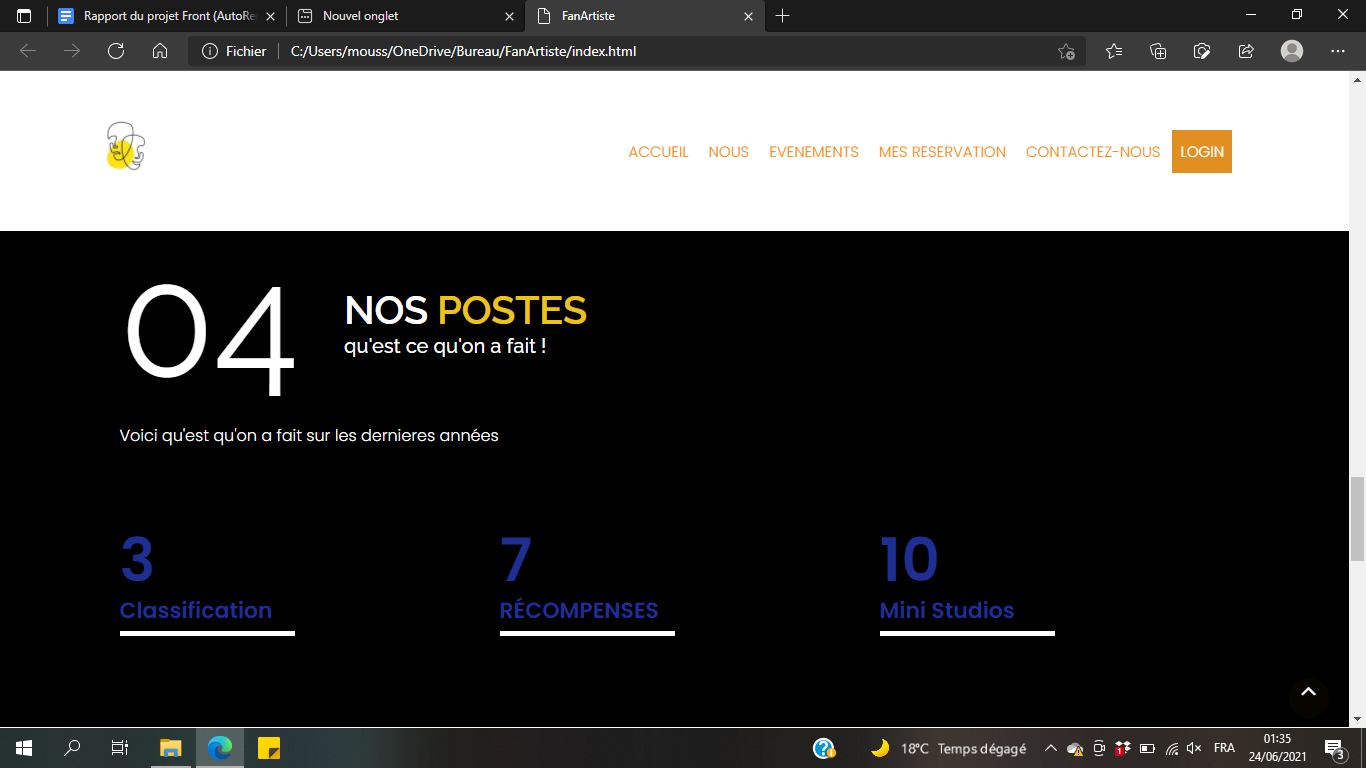 Rapport du projet Front (AutoRe
Nouvel onglet
FanArtiste
Fichier
C:/Users/mouss/OneDrive/Bureau/FanArtiste/index.html
ACCUEIL NOUS EVENEMENTS MES RESERVATION CONTACTEZ-NOUS LOGIN
04
NOS POSTES
qu'est ce qu'on a fait !
Voici qu'est qu'on a fait sur les dernieres années
3
Classification
7
RÉCOMPENSES
10
Mini Studios
18°C Temps dégagé
FRA
01:35
24/06/2021
3